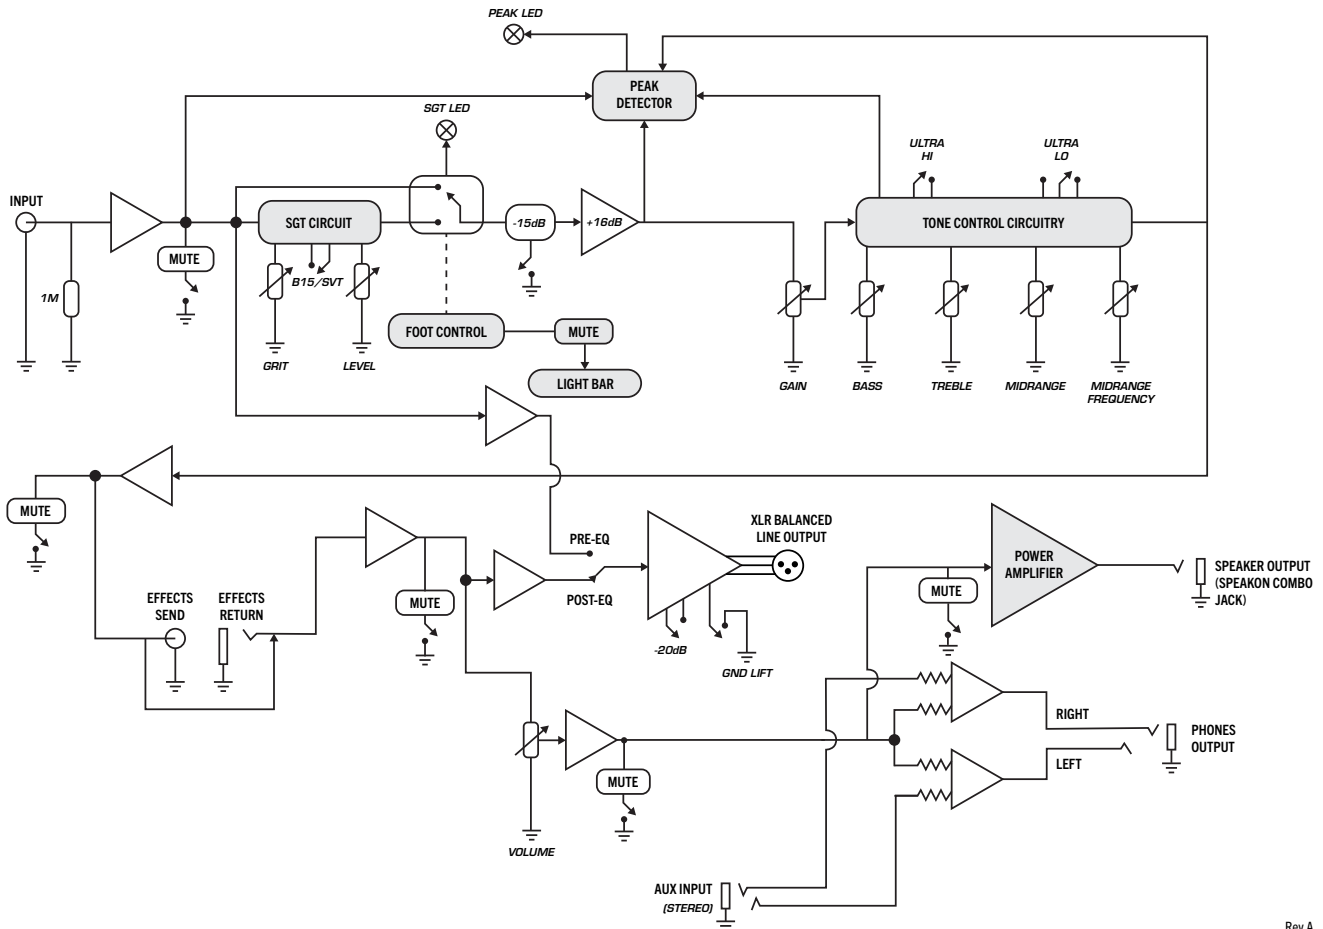 PEAK LED
PEAK
DETECTOR
SGT LED
ULTRA
HI
ULTRA
LO
INPUT
SGT CIRCUIT
-15dB
+16dB
TONE CONTROL CIRCUITRY
MUTE
B15/SVT
1M
FOOT CONTROL
MUTE
GRIT
LEVEL
LIGHT BAR
GAIN
BASS
TREBLE
MIDRANGE
MIDRANGE
FREQUENCY
MUTE
XLR BALANCED
LINE OUTPUT
PRE-EQ
POST-EQ
POWER
AMPLIFIER
SPEAKER OUTPUT
(SPEAKON COMBO
JACK)
EFFECTS
SEND
EFFECTS
RETURN
MUTE
MUTE
-20dB
GND LIFT
RIGHT
PHONES
OUTPUT
LEFT
MUTE
VOLUME
AUX INPUT
(STEREO)
Rev A